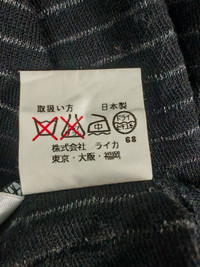 取扱い方 日本製
中 ドライ セキユ系
68
株式会社 ライカ
東京・大阪・福岡